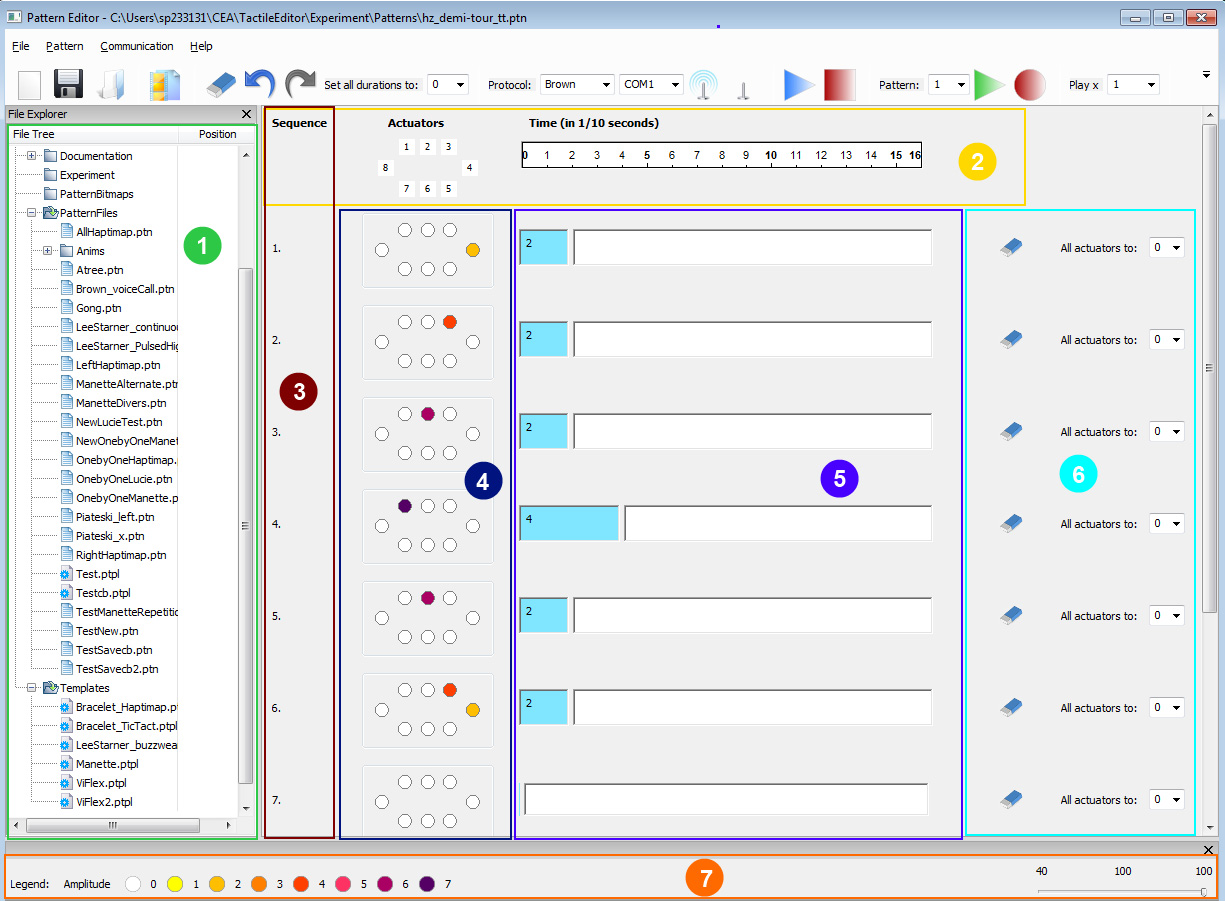 Pattern Editor - C:\Users\sp233131\CEA\TactileEditor\Experiment\Patterns\hz_demi-tour_tt.ptn
File Pattern Communication Help
Set all durations to: 0 Protocol: Brown COM1 Pattern: 1 Play x 1
File Explorer
File Tree Position
Documentation
Experiment
PatternBitmaps
PatternFiles
AllHaptimap.ptn
Anims
Atree.ptn
Brown_voiceCall.ptn
Gong.ptn
LeeStarner_continuou
LeeStarner_PulsedHig
LeftHaptimap.ptn
ManetteAlternate.ptn
ManetteDivers.ptn
NewLucieTest.ptn
NewOnebyOneManet
OnebyOneHaptimap.
OnebyOneLucie.ptn
OnebyOneManette.p
Piateski_left.ptn
Piateski_x.ptn
RightHaptimap.ptn
Test.ptpl
Testcb.ptpl
TestManetteRepetitio
TestNew.ptn
TestSavecb.ptn
TestSavecb2.ptn
Templates
Bracelet_Haptimap.pt
Bracelet_TicTact.ptpl
LeeStarner_buzzwea
Manette.ptpl
ViFlex.ptpl
ViFlex2.ptpl
1
Sequence Actuators Time (in 1/10 seconds)
1 2 3
8 4
7 6 5
0 1 2 3 4 5 6 7 8 9 10 11 12 13 14 15 16
2
1. 2 All actuators to: 0
2. 2 All actuators to: 0
3
3. 2 All actuators to: 0
4 5 6
4. 4 All actuators to: 0
5. 2 All actuators to: 0
6. 2 All actuators to: 0
7. All actuators to: 0
Legend: Amplitude 0 1 2 3 4 5 6 7
7
40 100 100